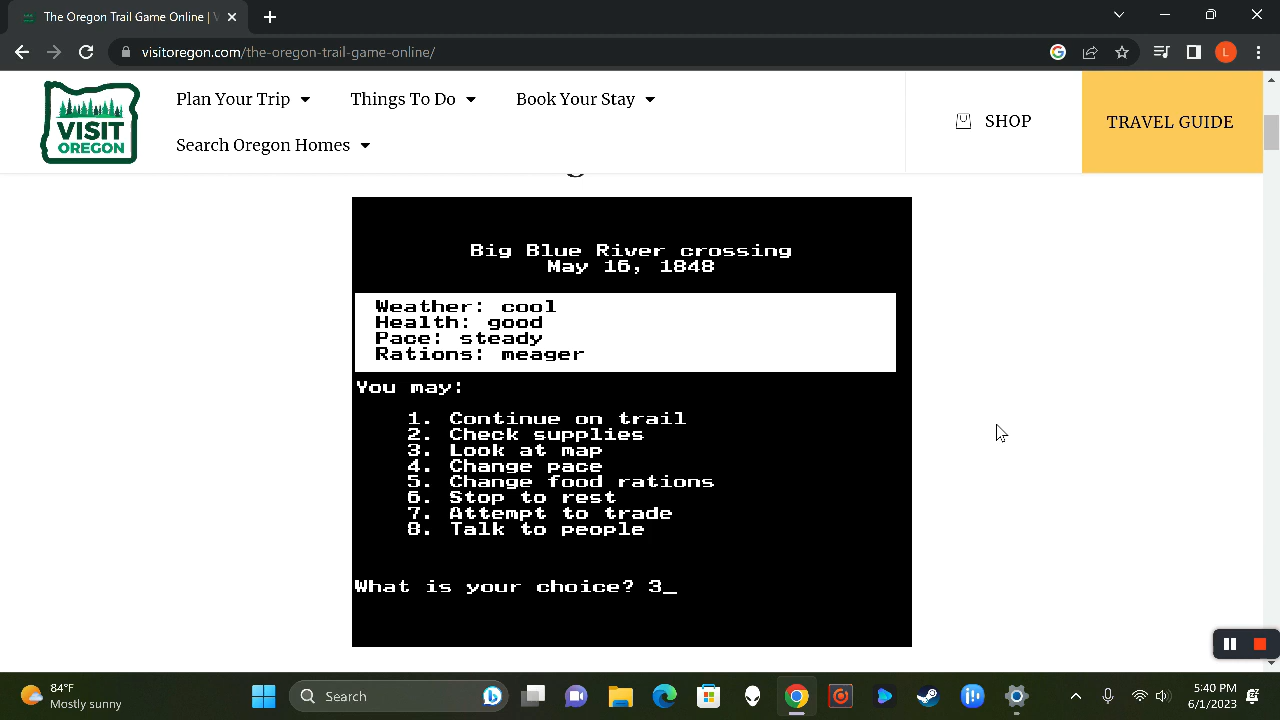 The Oregon Trail Game Online | V
visitoregon.com/the-oregon-trail-game-online/
L
VISIT
OREGON
Plan Your Trip
Things To Do
Book Your Stay
Search Oregon Homes
SHOP
TRAVEL GUIDE
Big Blue River crossing
May 16, 1848
Weather: cool
Health: good
Pace: steady
Rations: meager
You may:
1. Continue on trail
2. Check supplies
3. Look at map
4. Change pace
5. Change food rations
6. Stop to rest
7. Attempt to trade
8. Talk to people
What is your choice? 3_
84°F
Mostly sunny
Search
5:40 PM
6/1/2023